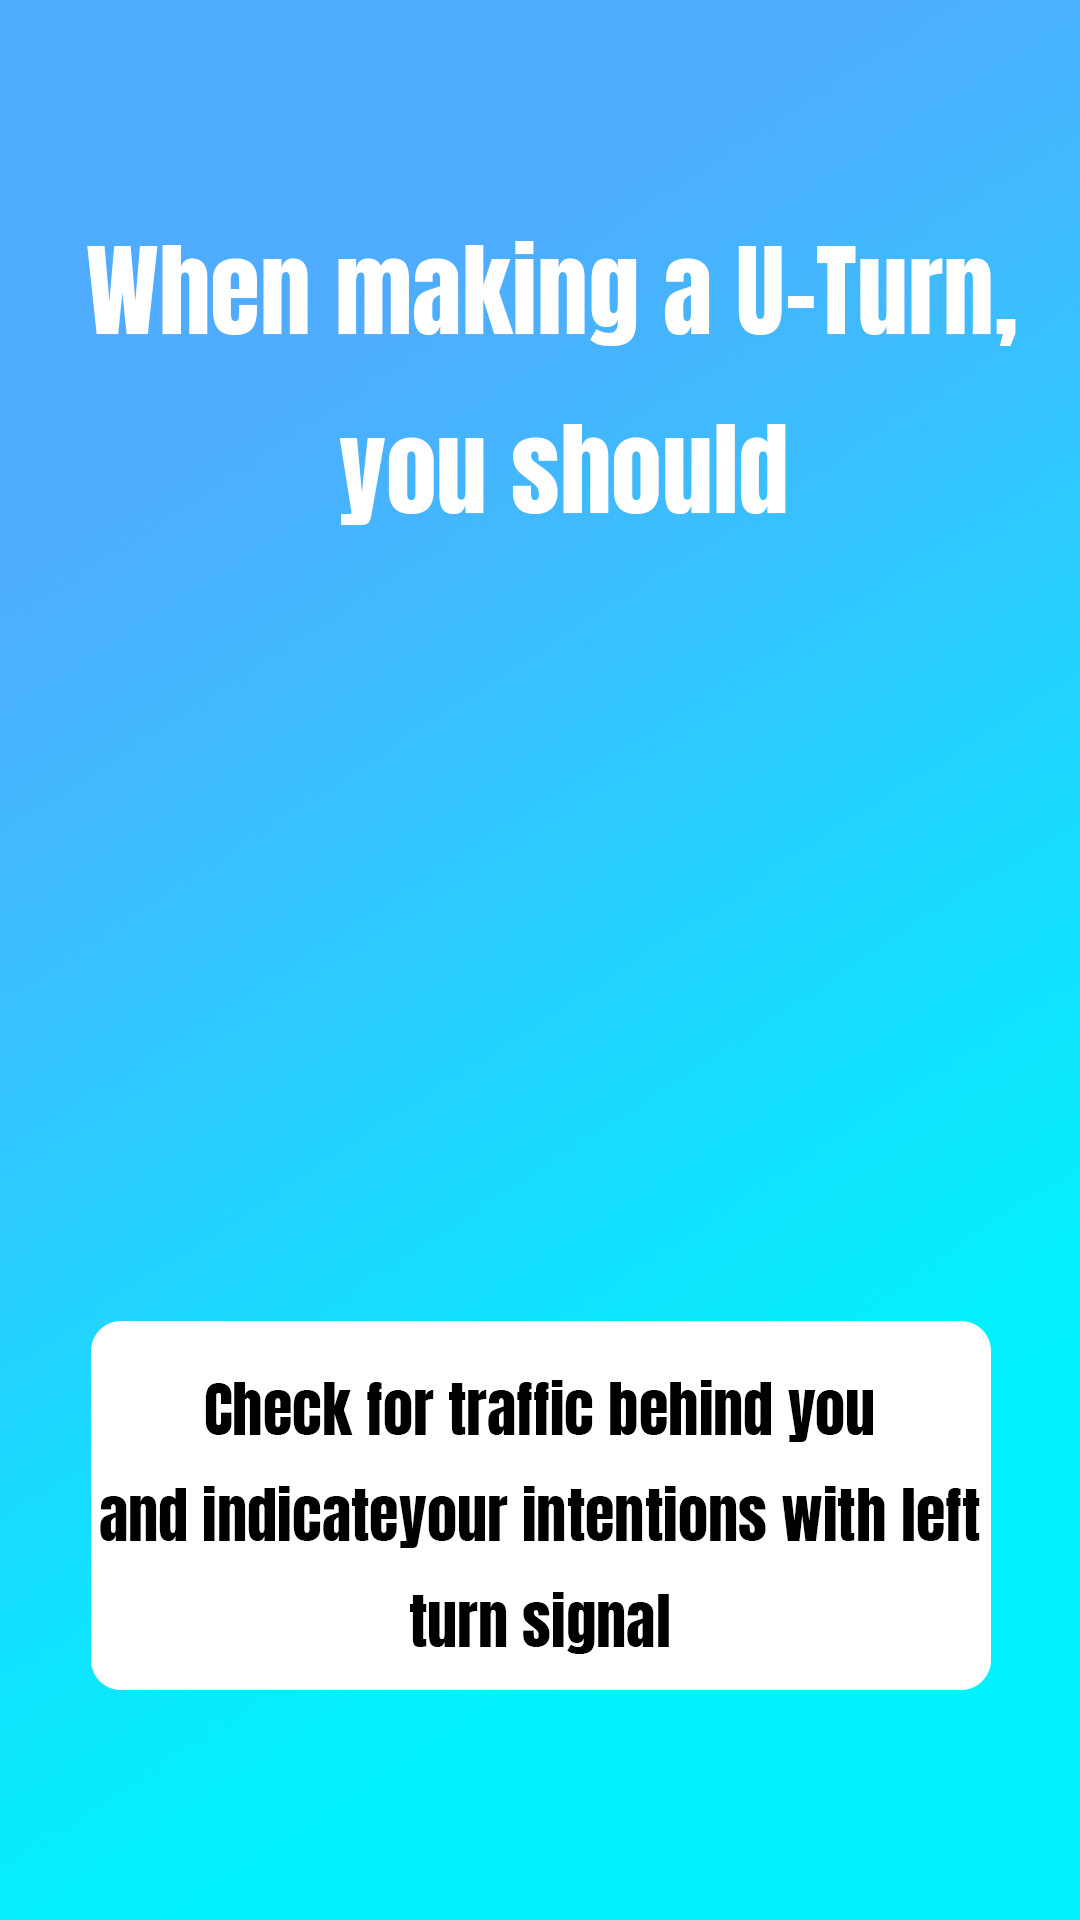 When making a U-Turn,
you should
Check for traffic behind you
and indicateyour intentions with left
turn signal